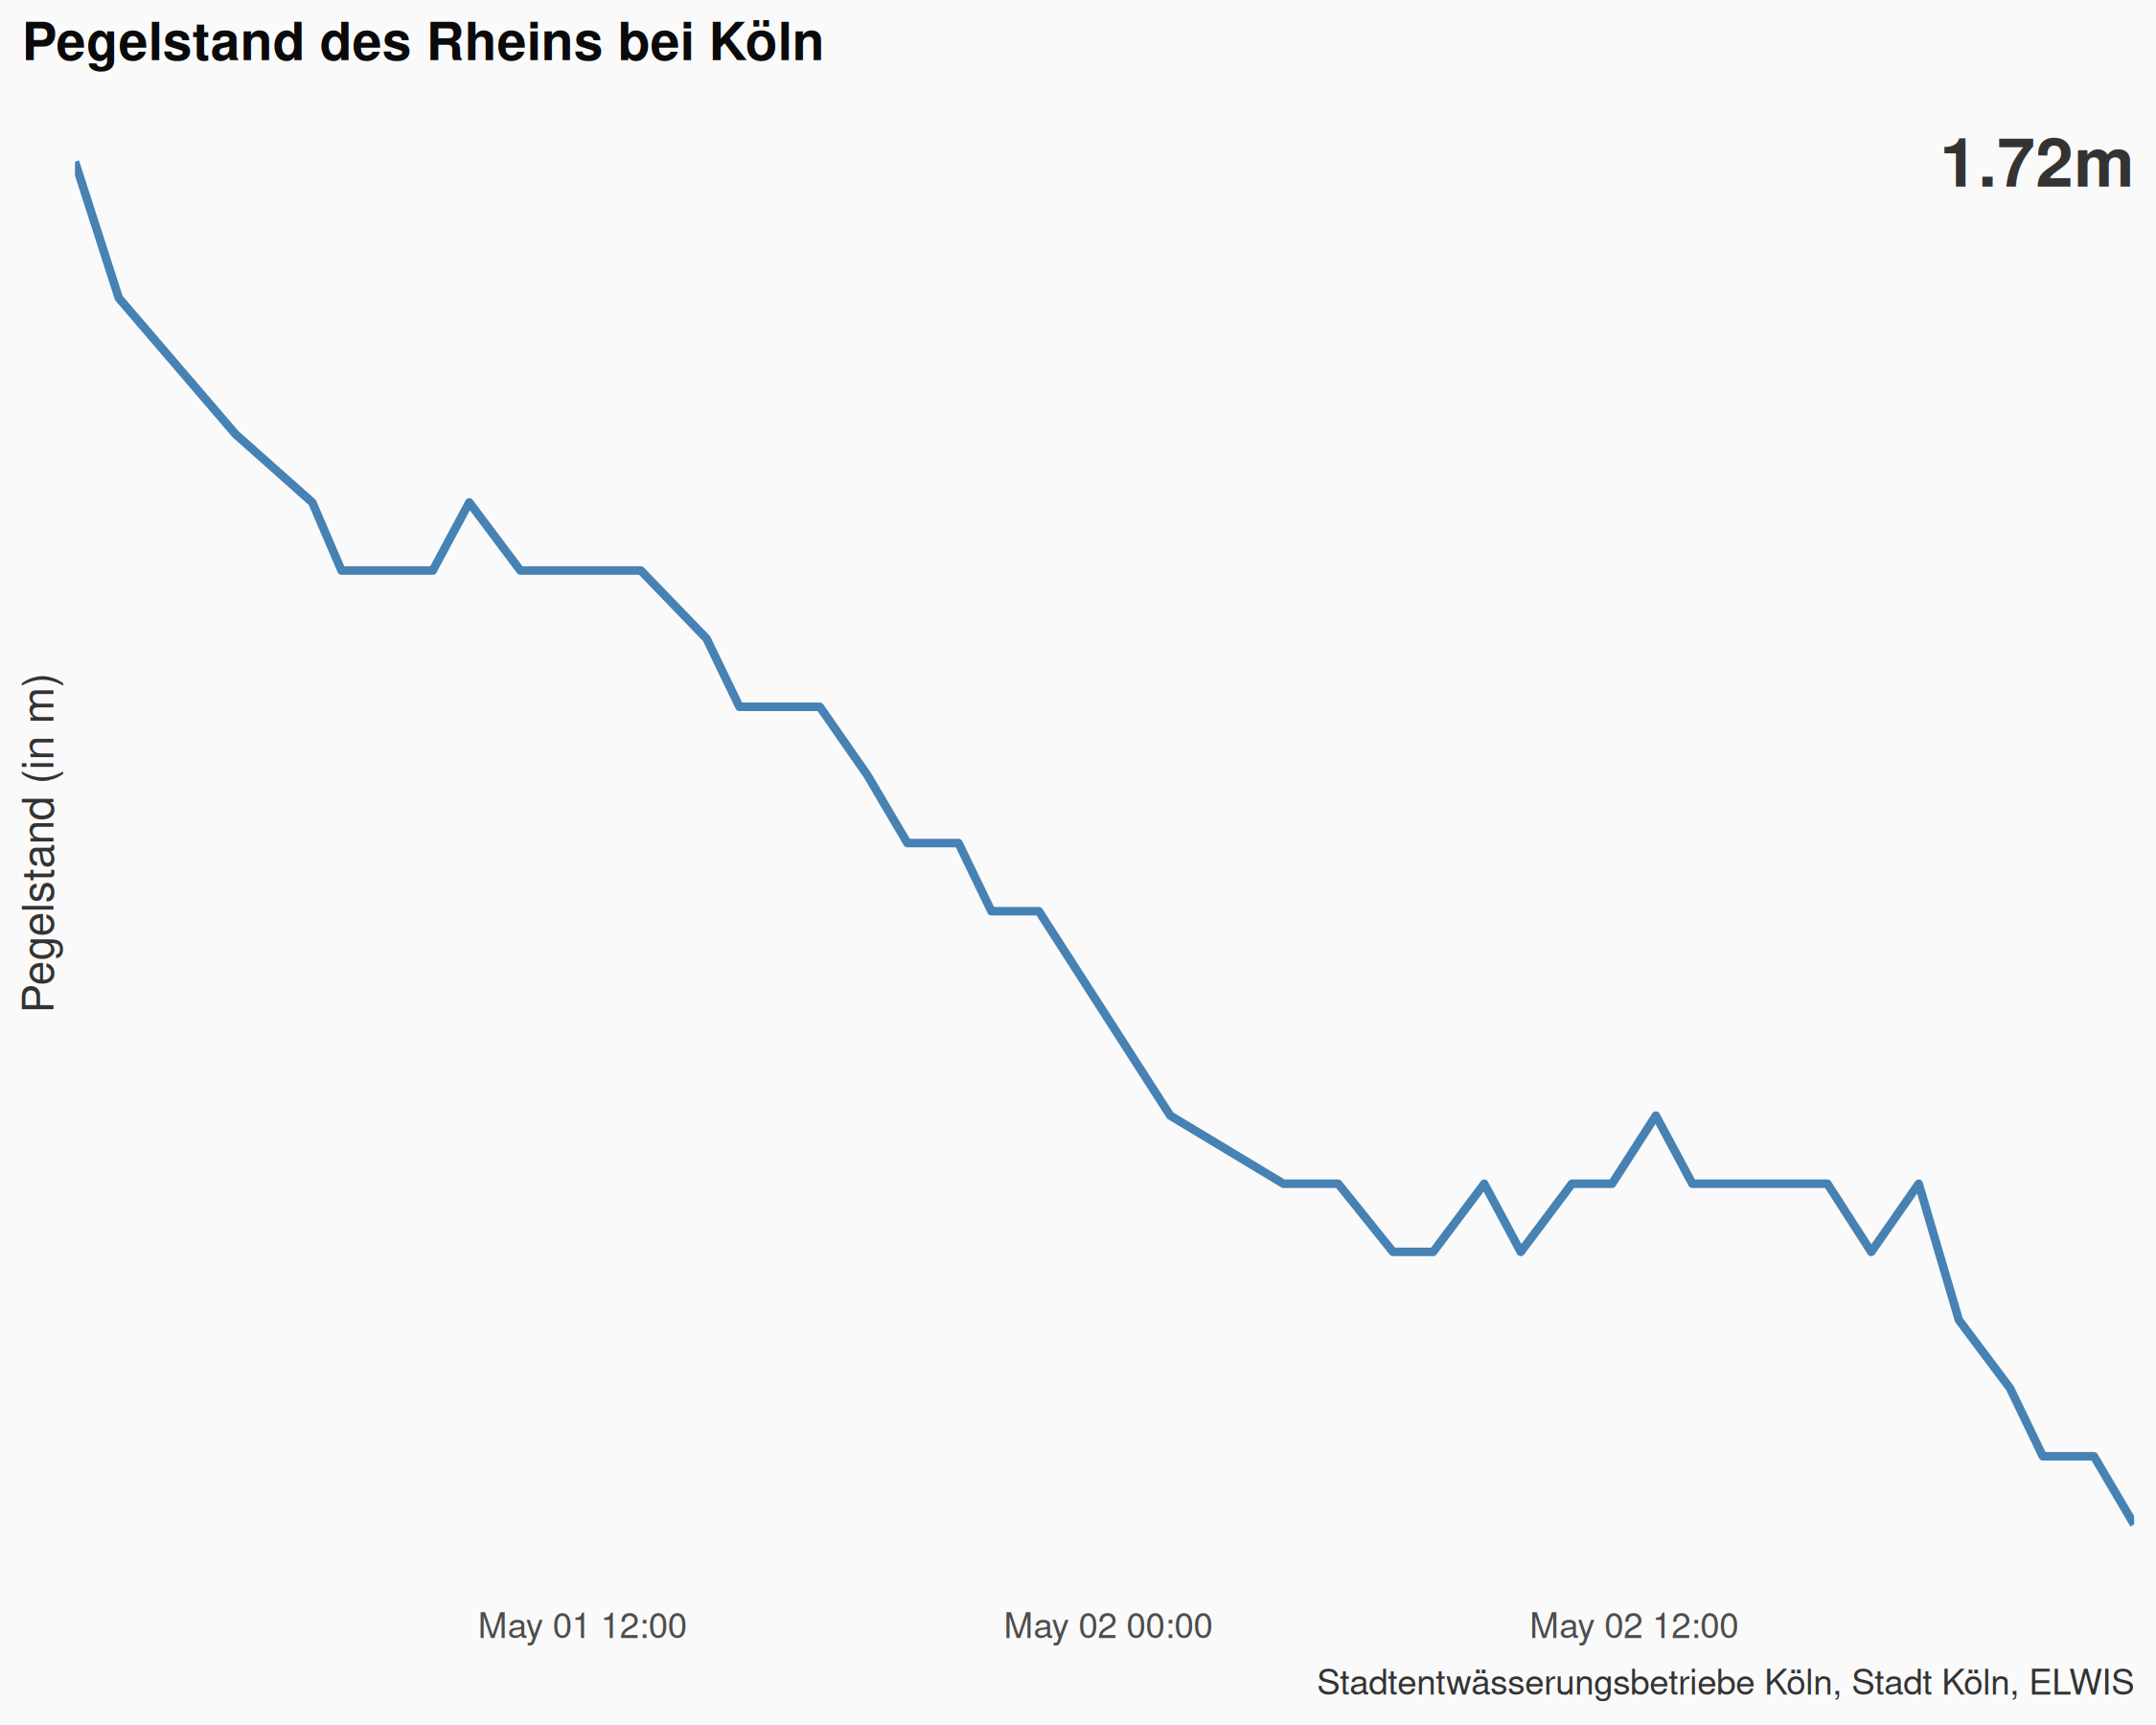 Pegelstand des Rheins bei Köln
1.72m
Pegelstand (in m)
May 01 12:00
May 02 00:00
May 02 12:00
Stadtentwässerungsbetriebe Köln, Stadt Köln, ELWIS